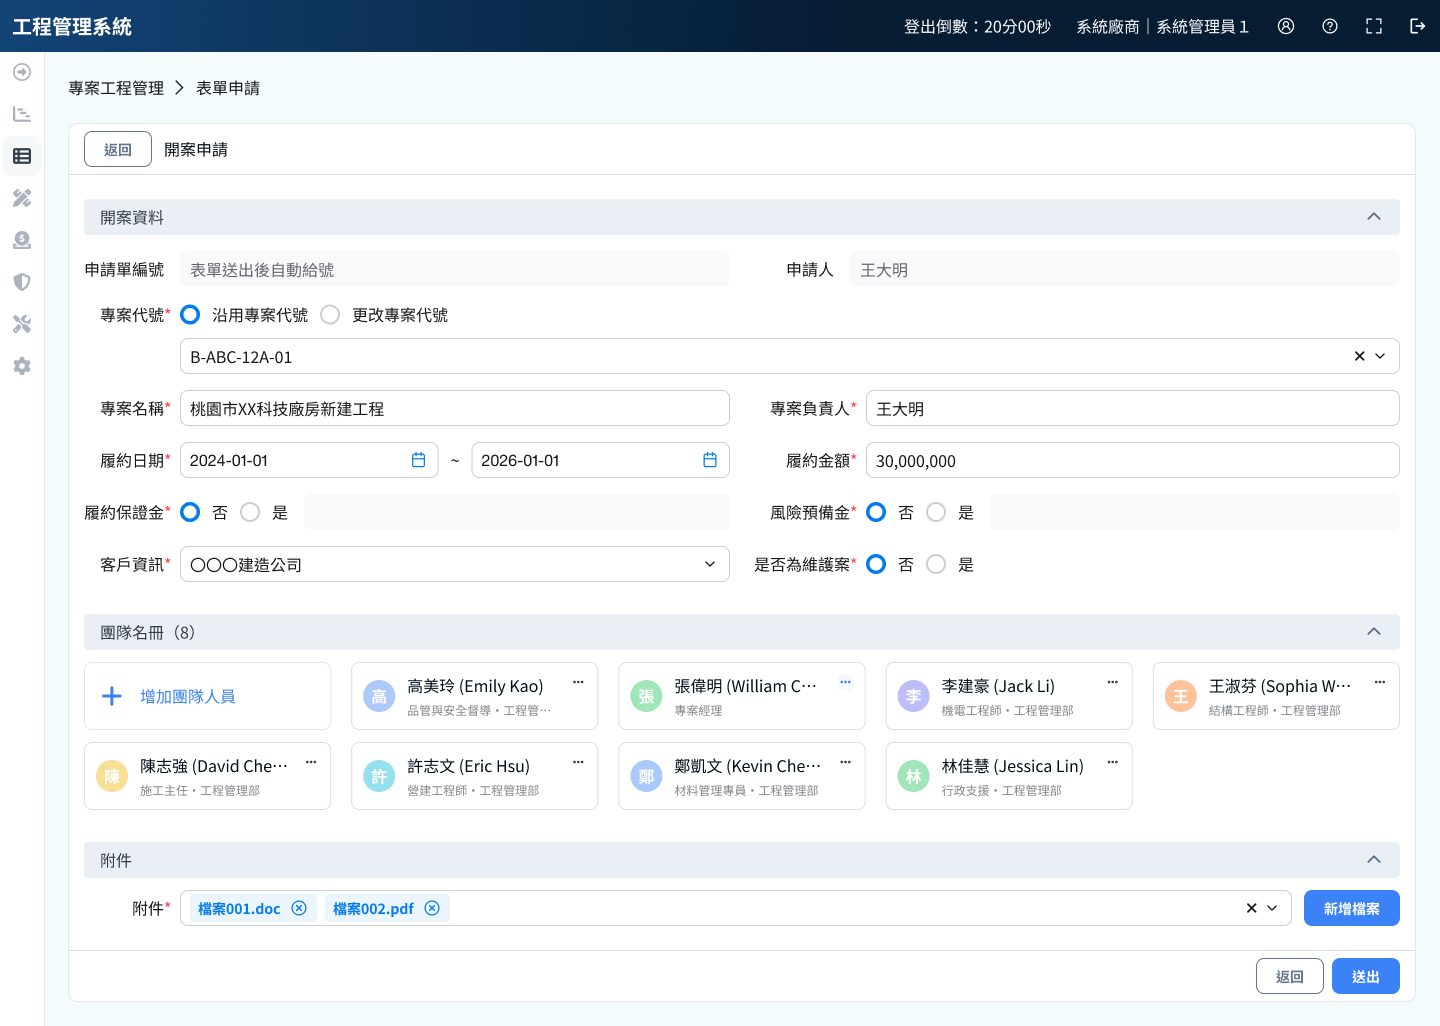 工程管理系統
登出倒數：20分00秒
系統廠商｜系統管理員１
專案工程管理
表單申請
返回
開案申請
開案資料
申請單編號
表單送出後自動給號
申請人
王大明
專案代號*
沿用專案代號
更改專案代號
B-ABC-12A-01
專案名稱*
桃園市XX科技廠房新建工程
專案負責人*
王大明
履約日期*
2024-01-01
~
2026-01-01
履約金額*
30,000,000
履約保證金*
否
是
風險預備金*
否
是
客戶資訊*
〇〇〇建造公司
是否為維護案*
否
是
團隊名冊（8）
增加團隊人員
高
高美玲 (Emily Kao)
品管與安全督導・工程管…
張
張偉明 (William C…
專案經理
李
李建豪 (Jack Li)
機電工程師・工程管理部
王
王淑芬 (Sophia W…
結構工程師・工程管理部
陳
陳志強 (David Che…
施工主任・工程管理部
許
許志文 (Eric Hsu)
營建工程師・工程管理部
鄭
鄭凱文 (Kevin Che…
材料管理專員・工程管理部
林
林佳慧 (Jessica Lin)
行政支援・工程管理部
附件
附件*
檔案001.doc
檔案002.pdf
新增檔案
返回
送出